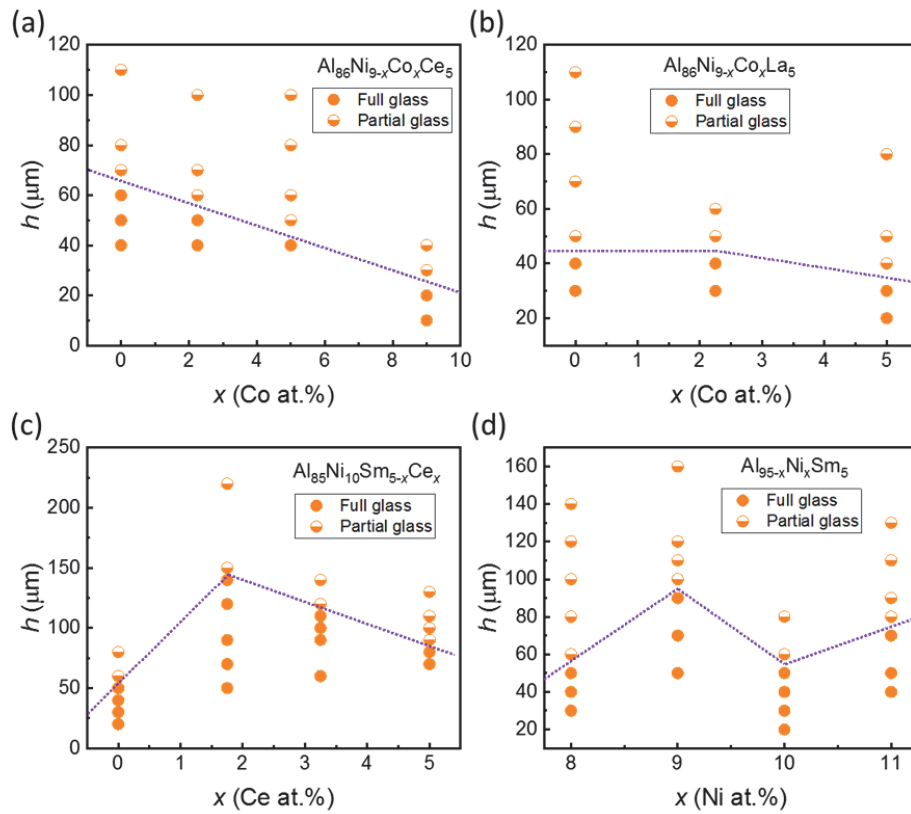 (a)
Al86Ni9-xCoxCe5
Full glass
Partial glass
120
100
80
60
40
20
0
h (μm)
0 2 4 6 8 10
x (Co at.%)
(b)
Al86Ni9-xCoxLa5
Full glass
Partial glass
120
100
80
60
40
20
h (μm)
0 1 2 3 4 5
x (Co at.%)
(c)
Al85Ni10Sm5-xCex
Full glass
Partial glass
250
200
150
100
50
0
h (μm)
0 1 2 3 4 5
x (Ce at.%)
(d)
Al95-xNixSm5
Full glass
Partial glass
160
140
120
100
80
60
40
20
h (μm)
8 9 10 11
x (Ni at.%)